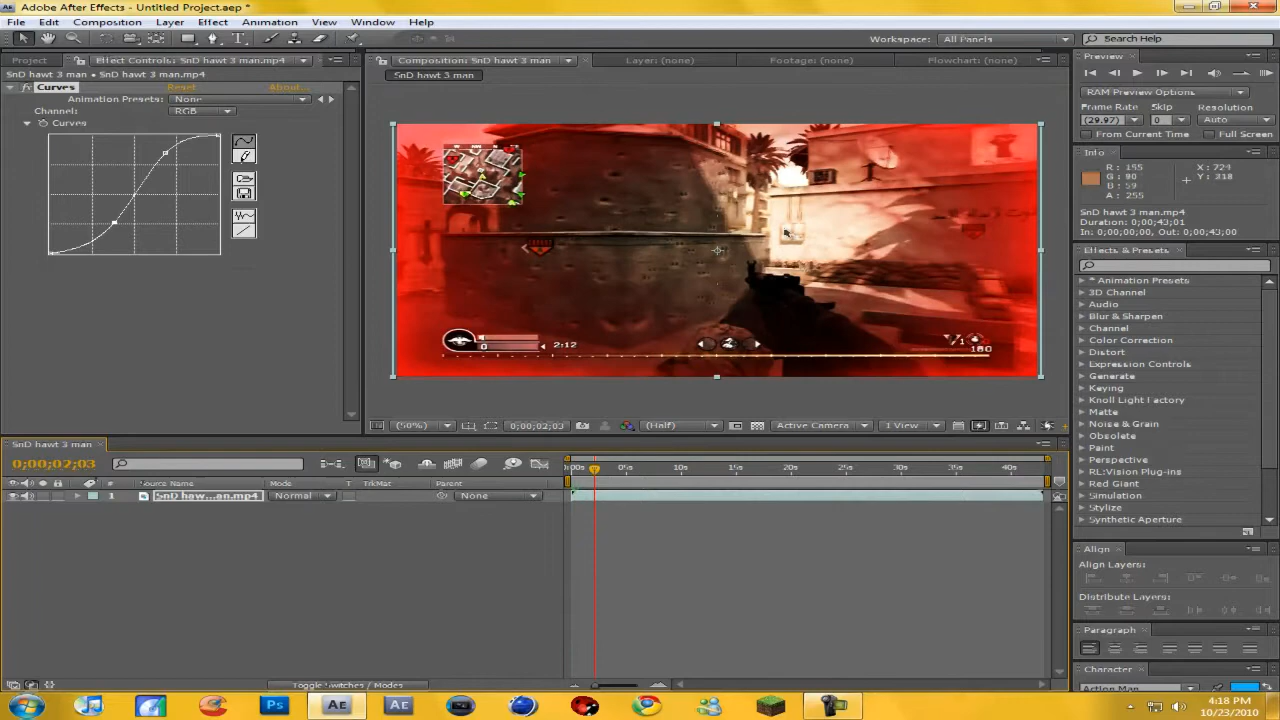 Adobe After Effects - Untitled Project.aep *
File Edit Composition Layer Effect Animation View Window Help
Workspace: All Panels
Search Help
Project
Effect Controls: SnD hawt 3 man.mp4
SnD hawt 3 man • SnD hawt 3 man.mp4
Curves Reset About...
Animation Presets: None
Channel: RGB
Curves
Composition: SnD hawt 3 man
Layer: (none)
Footage: (none)
Flowchart: (none)
SnD hawt 3 man
0
2:12
180
(50%) 0;00;02;03 (Half) Active Camera 1 View
Preview
RAM Preview Options
Frame Rate Skip Resolution
(29.97) 0 Auto
From Current Time Full Screen
Info
R : 155
G : 90
B : 59
A : 255
X : 724
Y : 318
SnD hawt 3 man.mp4
Duration: 0;00;43;01
In: 0;00;00;00, Out: 0;00;43;00
Effects & Presets
* Animation Presets
3D Channel
Audio
Blur & Sharpen
Channel
Color Correction
Distort
Expression Controls
Generate
Keying
Knoll Light Factory
Matte
Noise & Grain
Obsolete
Paint
Perspective
RL:Vision Plug-ins
Red Giant
Simulation
Stylize
Synthetic Aperture
Align
Align Layers:
Distribute Layers:
Paragraph
Character
Action Man
SnD hawt 3 man
0;00;02;03
:00s 05s 10s 15s 20s 25s 30s 35s 40s
# Source Name Mode T TrkMat Parent
1 SnD haw...an.mp4 Normal None
Toggle Switches / Modes
Ps
AE
AE
4:18 PM
10/23/2010